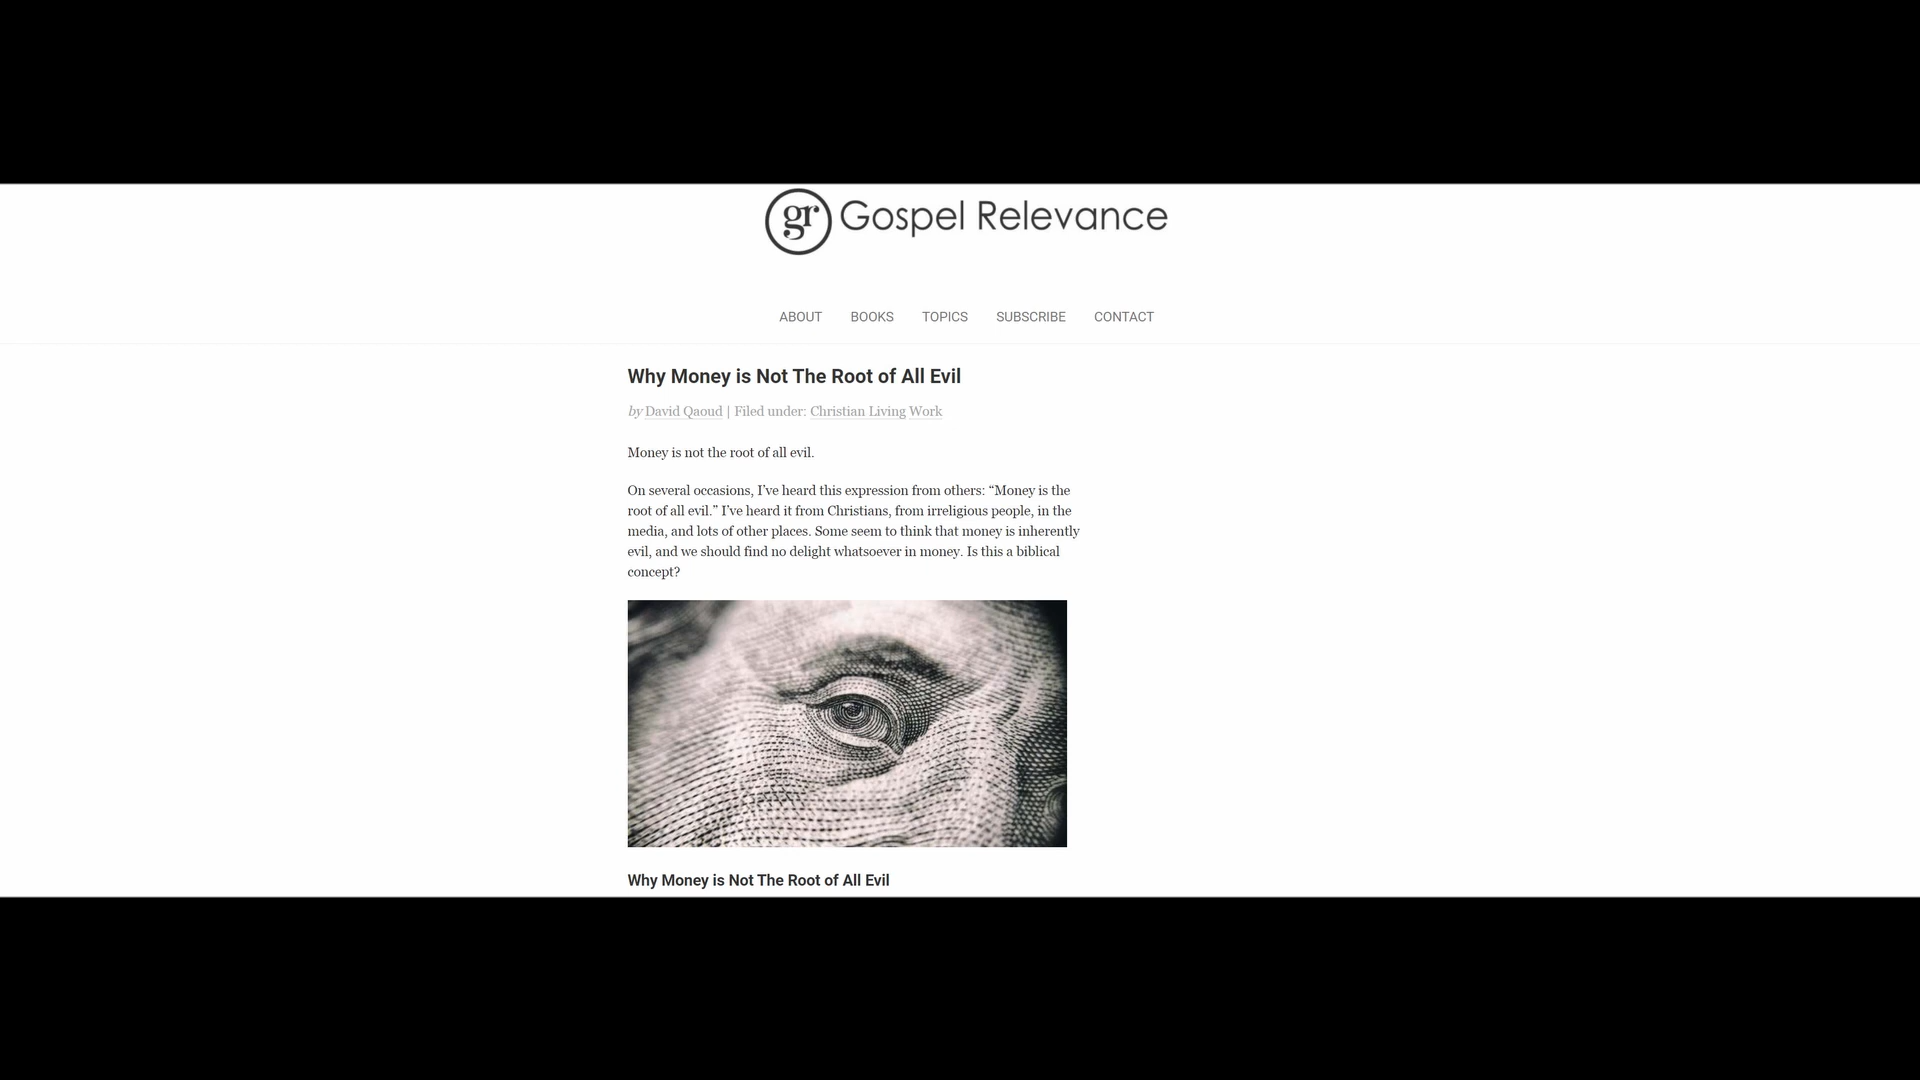 gr Gospel Relevance
ABOUT BOOKS TOPICS SUBSCRIBE CONTACT
Why Money is Not The Root of All Evil
by David Qaoud | Filed under: Christian Living Work
Money is not the root of all evil.
On several occasions, I’ve heard this expression from others: “Money is the
root of all evil.” I’ve heard it from Christians, from irreligious people, in the
media, and lots of other places. Some seem to think that money is inherently
evil, and we should find no delight whatsoever in money. Is this a biblical
concept?
Why Money is Not The Root of All Evil